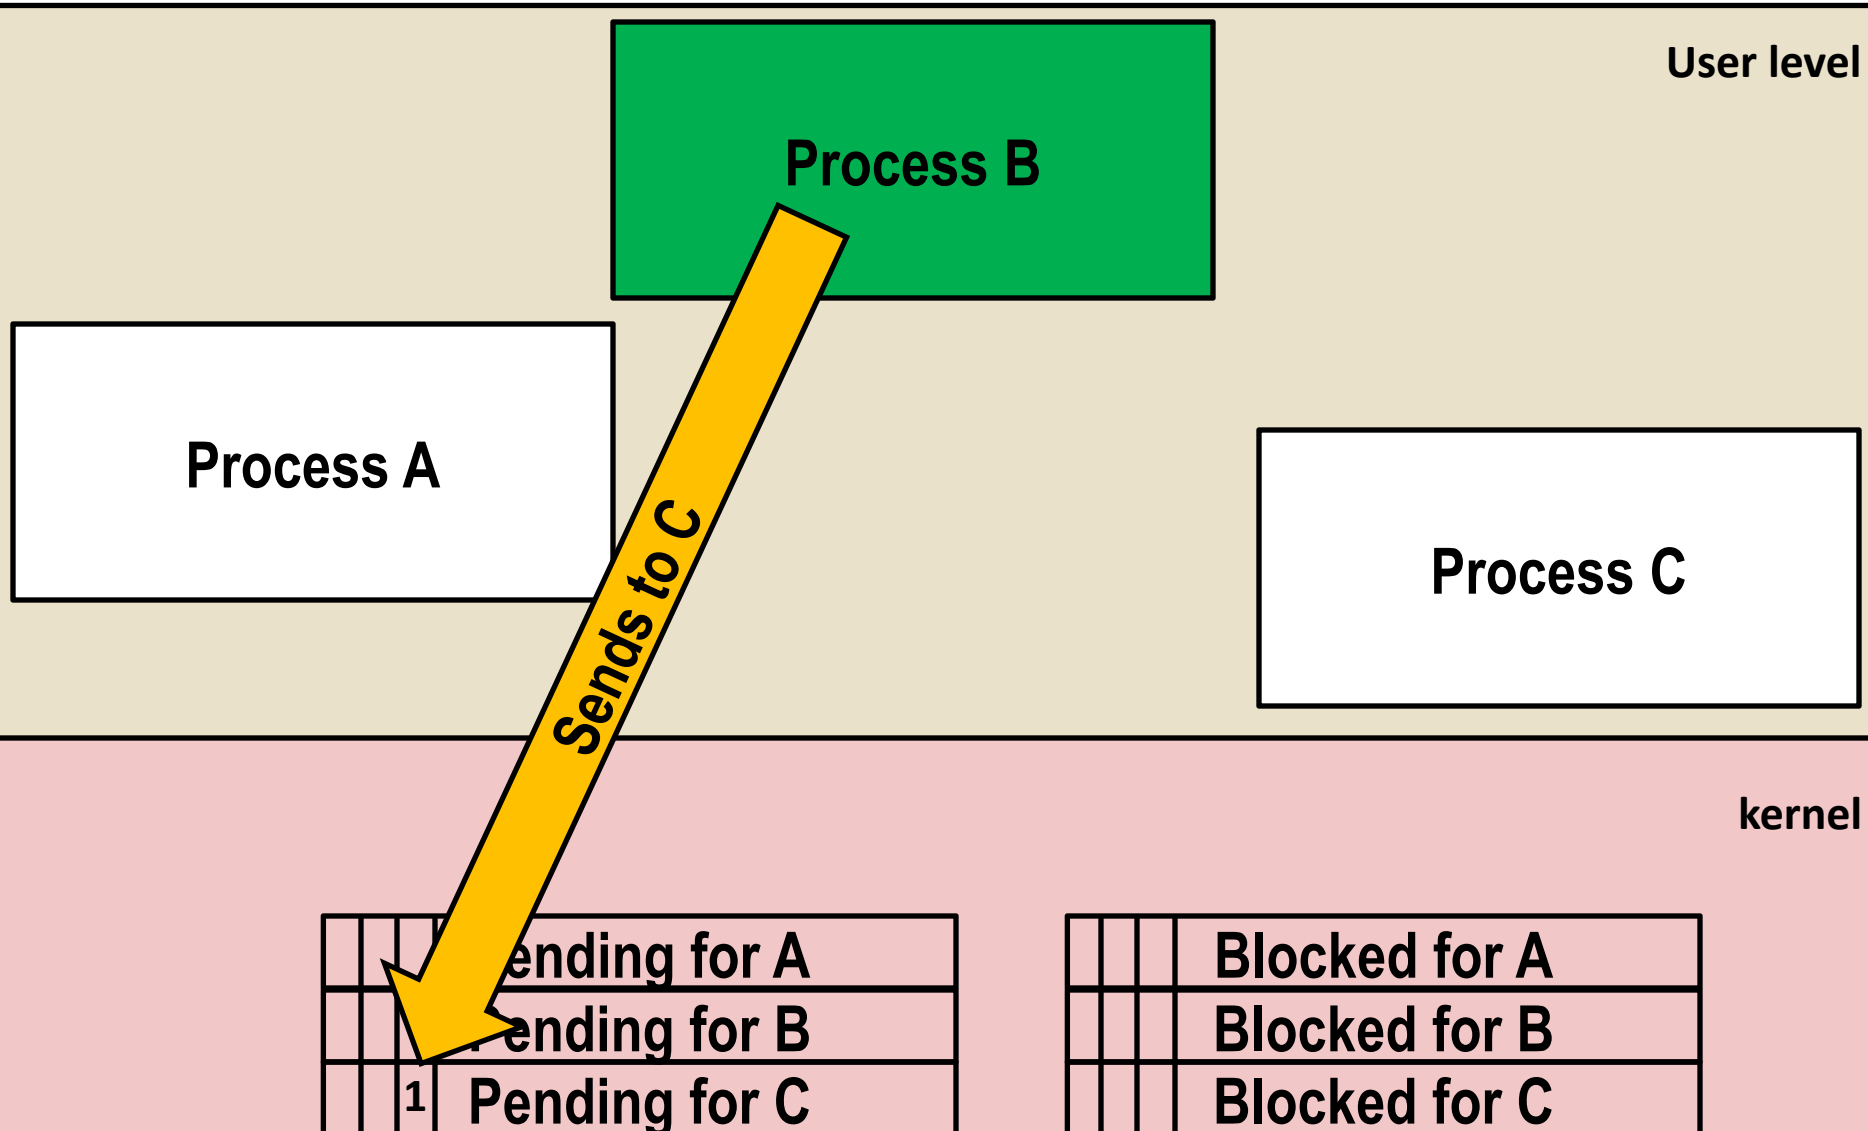 User level
Process B
Process A
Sends to C
Process C
kernel
ending for A
Blocked for A
ending for B
Blocked for B
1
Pending for C
Blocked for C